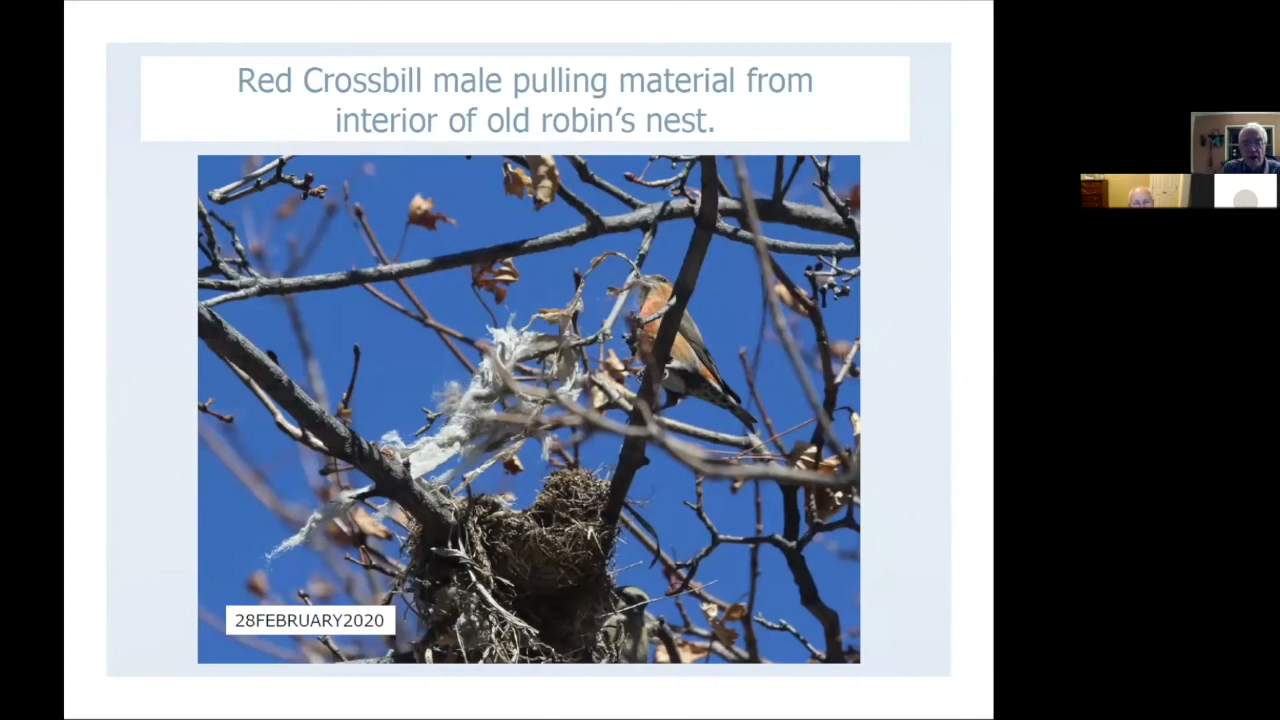 Red Crossbill male pulling material from
interior of old robin's nest.
28FEBRUARY2020